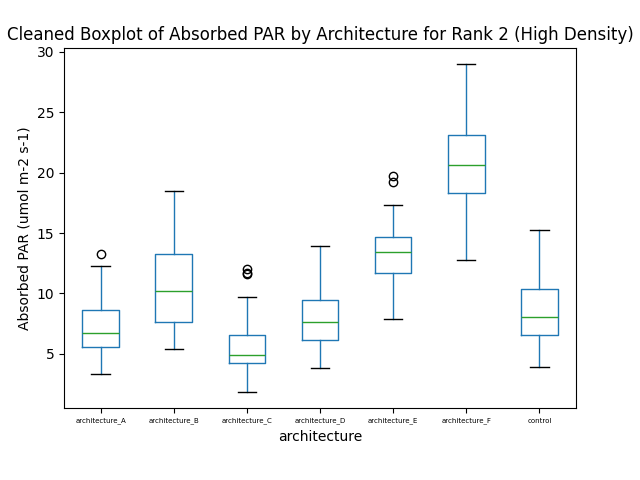 Cleaned Boxplot of Absorbed PAR by Architecture for Rank 2 (High Density)
Absorbed PAR (umol m-2 s-1)
30
25
20
15
10
5
architecture_A architecture_B architecture_C architecture_D architecture_E architecture_F control
architecture